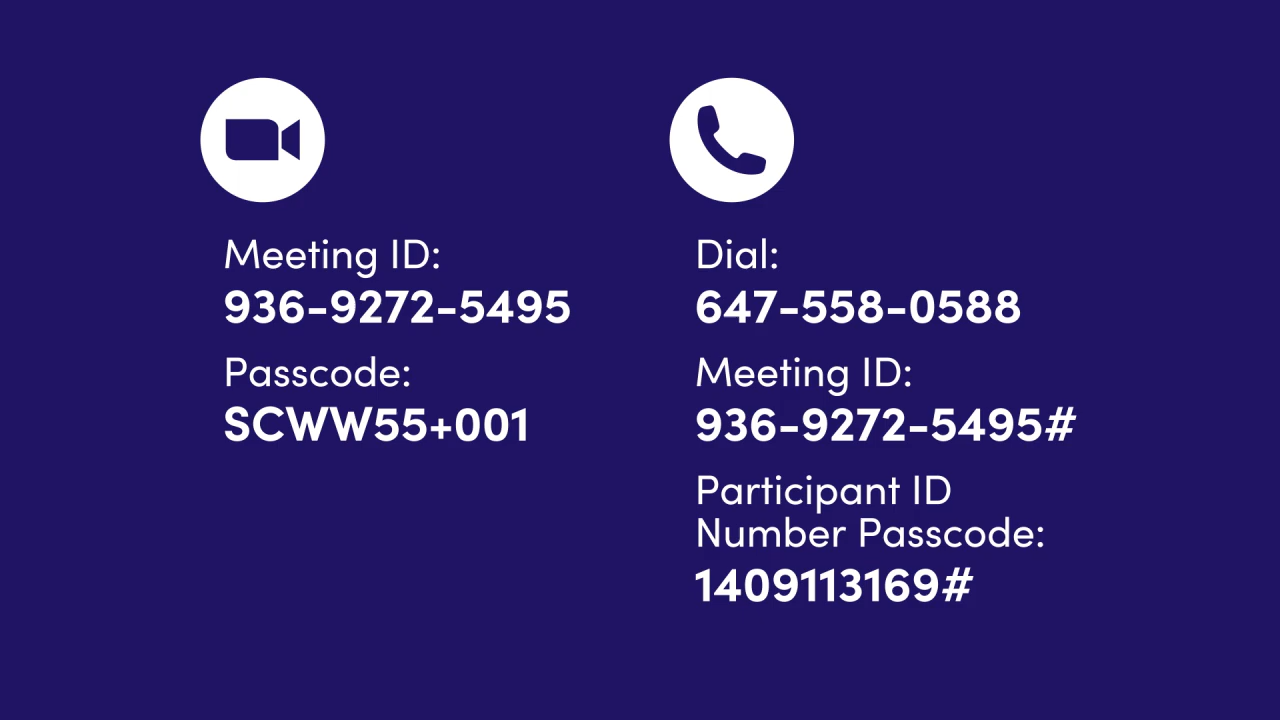 Meeting ID:
936-9272-5495
Passcode:
SCWW55+001
Dial:
647-558-0588
Meeting ID:
936-9272-5495#
Participant ID
Number Passcode:
1409113169#